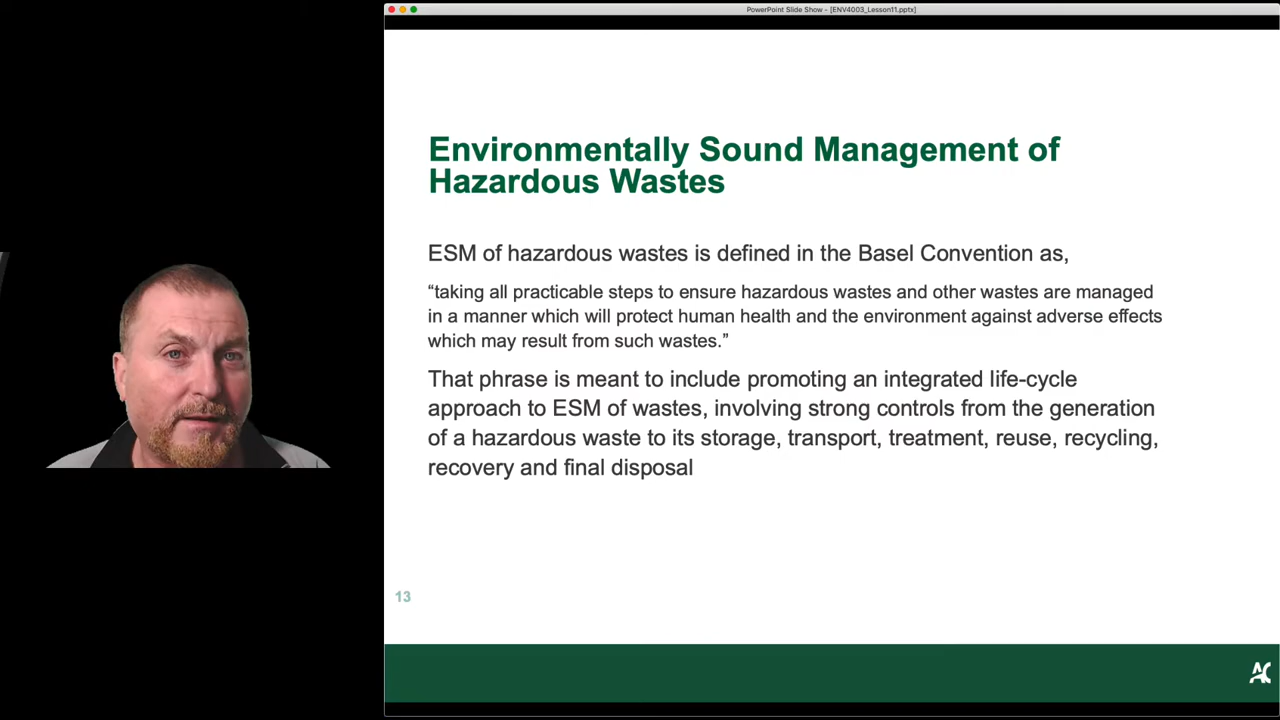 PowerPoint Slide Show - [ENV4003_Lesson11.pptx]
Environmentally Sound Management of
Hazardous Wastes
ESM of hazardous wastes is defined in the Basel Convention as,
“taking all practicable steps to ensure hazardous wastes and other wastes are managed
in a manner which will protect human health and the environment against adverse effects
which may result from such wastes.”
That phrase is meant to include promoting an integrated life-cycle
approach to ESM of wastes, involving strong controls from the generation
of a hazardous waste to its storage, transport, treatment, reuse, recycling,
recovery and final disposal
13
AC